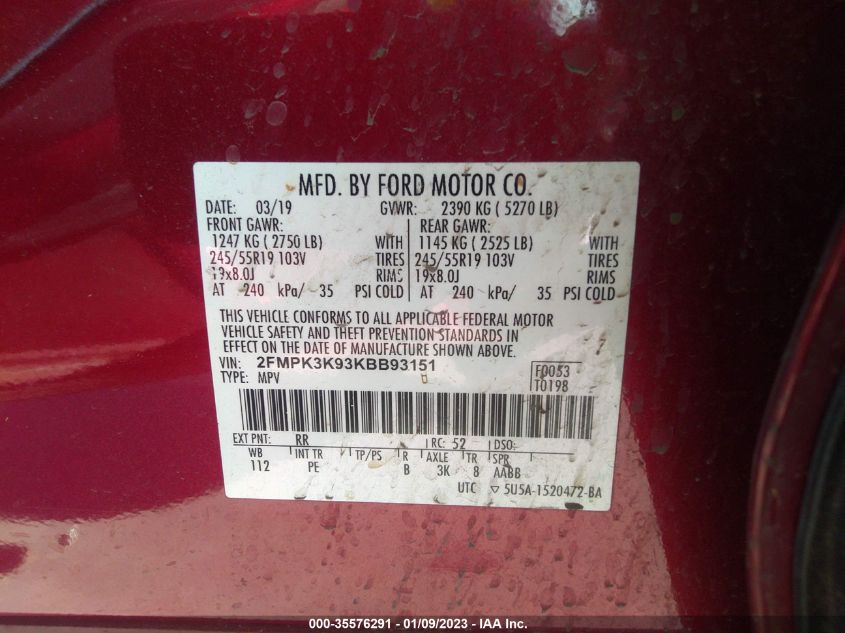 MFD. BY FORD MOTOR CO.
DATE: 03/19 GVWR: 2390 KG ( 5270 LB)
FRONT GAWR: REAR GAWR:
1247 KG ( 2750 LB) WITH 1145 KG ( 2525 LB) WITH
245/55R19 103V TIRES 245/55R19 103V TIRES
19x8.0J RIMS 19x8.0J RIMS
AT 240 kPa/ 35 PSI COLD AT 240 kPa/ 35 PSI COLD
THIS VEHICLE CONFORMS TO ALL APPLICABLE FEDERAL MOTOR
VEHICLE SAFETY AND THEFT PREVENTION STANDARDS IN
EFFECT ON THE DATE OF MANUFACTURE SHOWN ABOVE.
VIN: 2FMPK3K93KBB93151 F0053
TYPE: MPV T0198
EXT PNT: RR RC: 52 DSO:
WB INT TR TP/PS R AXLE TR SPR
112 PE B 3K 8 AABB
UTC ▽ 5U5A-1520472-BA
000-35576291 - 01/09/2023 - IAA Inc.